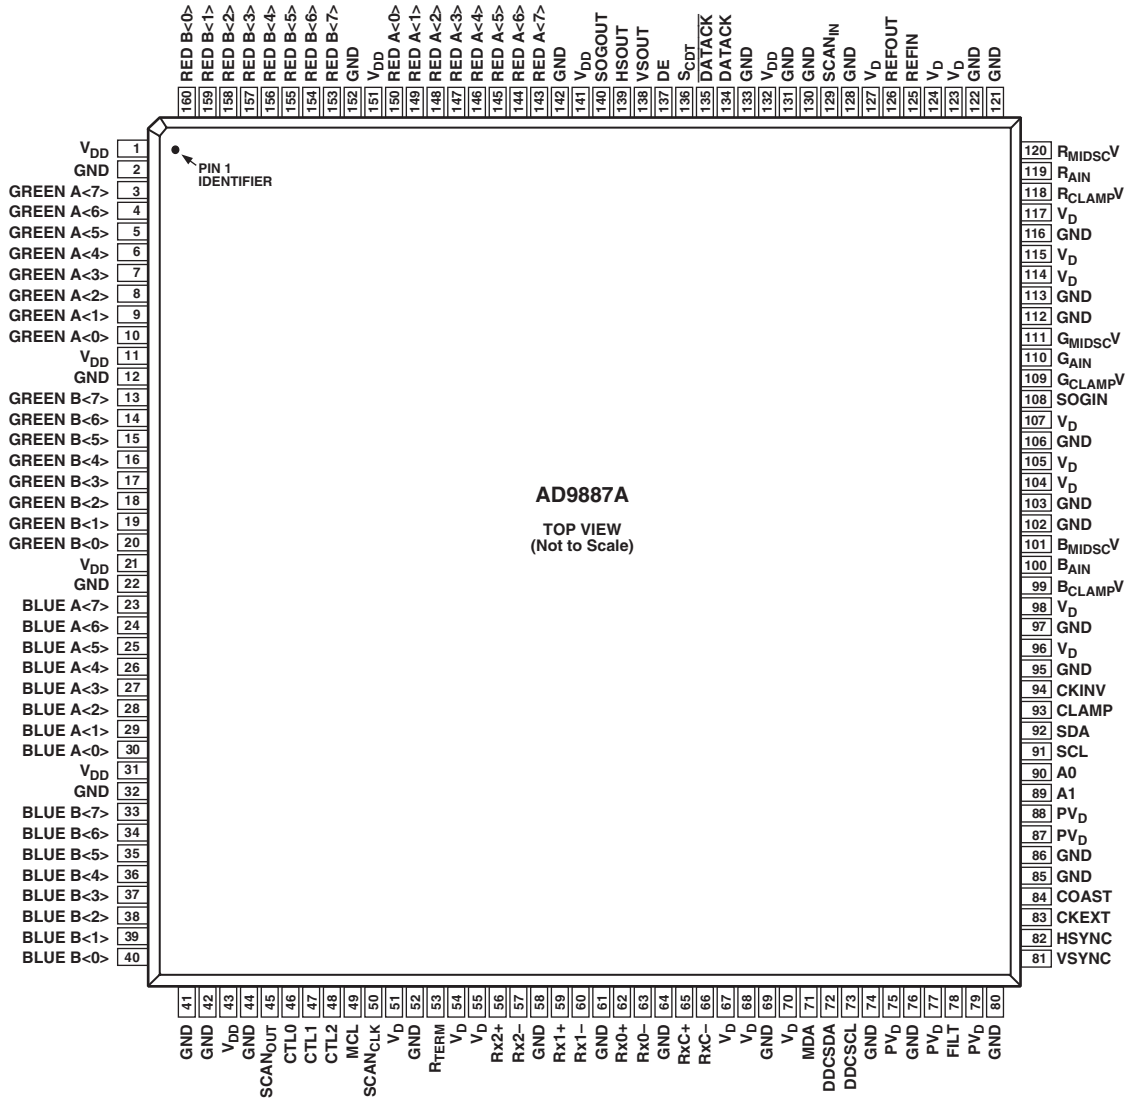 160 RED B<0>
159 RED B<1>
158 RED B<2>
157 RED B<3>
156 RED B<4>
155 RED B<5>
154 RED B<6>
153 RED B<7>
152 GND
151 VDD
150 RED A<0>
149 RED A<1>
148 RED A<2>
147 RED A<3>
146 RED A<4>
145 RED A<5>
144 RED A<6>
143 RED A<7>
142 GND
141 VDD
140 SOGOUT
139 HSOUT
138 VSOUT
137 DE
136 SCDT
135 DATACK
134 DATACK
133 GND
132 VDD
131 GND
130 GND
129 SCANIN
128 GND
127 VD
126 REFOUT
125 REFIN
124 VD
123 VD
122 GND
121 GND
PIN 1
IDENTIFIER
VDD 1
GND 2
GREEN A<7> 3
GREEN A<6> 4
GREEN A<5> 5
GREEN A<4> 6
GREEN A<3> 7
GREEN A<2> 8
GREEN A<1> 9
GREEN A<0> 10
VDD 11
GND 12
GREEN B<7> 13
GREEN B<6> 14
GREEN B<5> 15
GREEN B<4> 16
GREEN B<3> 17
GREEN B<2> 18
GREEN B<1> 19
GREEN B<0> 20
VDD 21
GND 22
BLUE A<7> 23
BLUE A<6> 24
BLUE A<5> 25
BLUE A<4> 26
BLUE A<3> 27
BLUE A<2> 28
BLUE A<1> 29
BLUE A<0> 30
VDD 31
GND 32
BLUE B<7> 33
BLUE B<6> 34
BLUE B<5> 35
BLUE B<4> 36
BLUE B<3> 37
BLUE B<2> 38
BLUE B<1> 39
BLUE B<0> 40
AD9887A
TOP VIEW
(Not to Scale)
120 RMIDSCV
119 RAIN
118 RCLAMPV
117 VD
116 GND
115 VD
114 VD
113 GND
112 GND
111 GMIDSCV
110 GAIN
109 GCLAMPV
108 SOGIN
107 VD
106 GND
105 VD
104 VD
103 GND
102 GND
101 BMIDSCV
100 BAIN
99 BCLAMPV
98 VD
97 GND
96 VD
95 GND
94 CKINV
93 CLAMP
92 SDA
91 SCL
90 A0
89 A1
88 PVD
87 PVD
86 GND
85 GND
84 COAST
83 CKEXT
82 HSYNC
81 VSYNC
41 GND
42 GND
43 VDD
44 GND
45 SCANOUT
46 CTL0
47 CTL1
48 CTL2
49 MCL
50 SCANCLK
51 VD
52 GND
53 RTERM
54 VD
55 VD
56 Rx2+
57 Rx2–
58 GND
59 Rx1+
60 Rx1–
61 GND
62 Rx0+
63 Rx0–
64 GND
65 RxC+
66 RxC–
67 VD
68 VD
69 GND
70 VD
71 MDA
72 DDCSDA
73 DDCSCL
74 GND
75 PVD
76 GND
77 PVD
78 FILT
79 PVD
80 GND